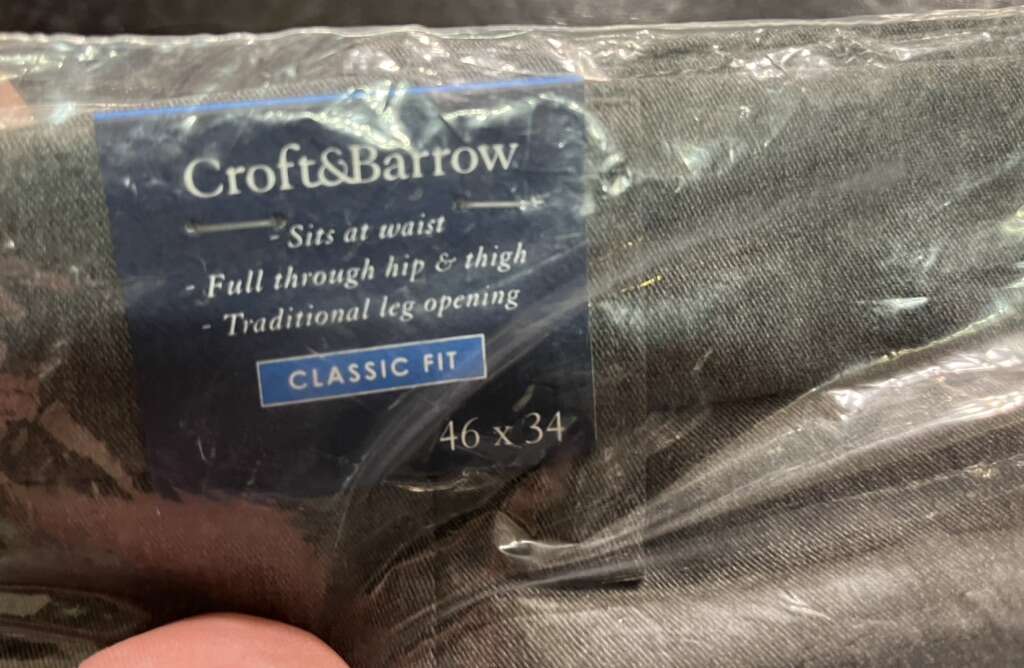 Croft&Barrow
- Sits at waist
- Full through hip & thigh
- Traditional leg opening
CLASSIC FIT
46 x 34